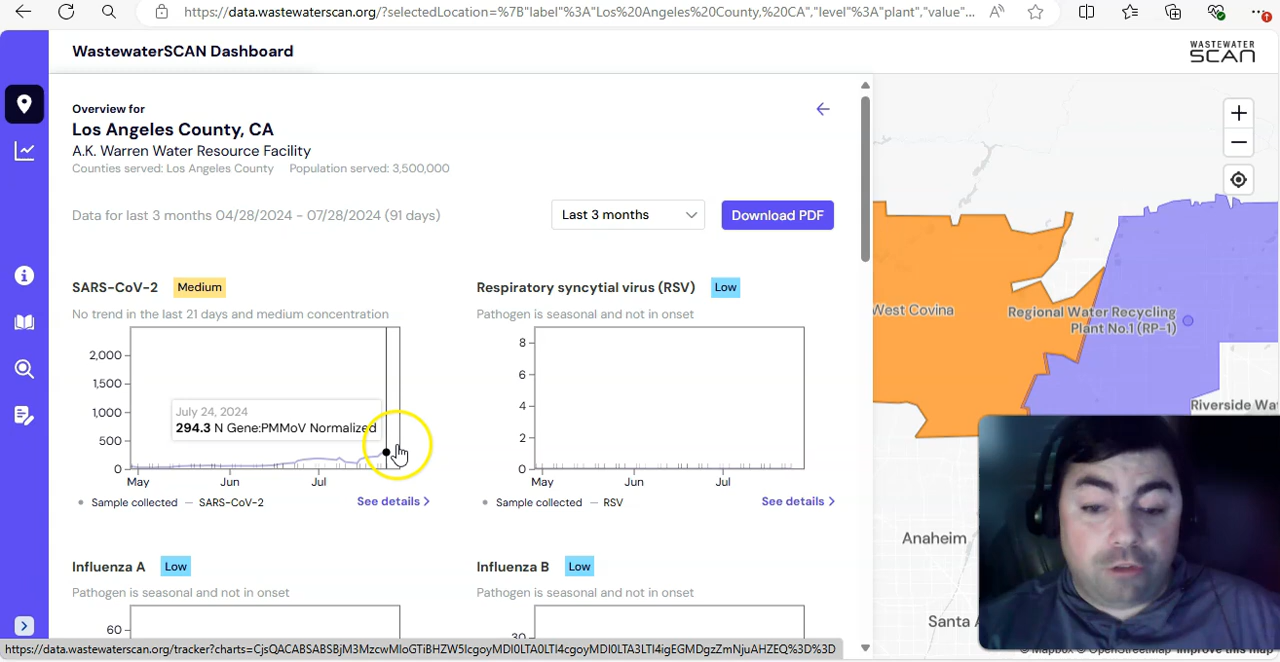 https://data.wastewaterscan.org/?selectedLocation=%7B"label"%3A"Los%20Angeles%20County,%20CA","level"%3A"plant","value"...
WastewaterSCAN Dashboard
WASTEWATER
SCAN
Overview for
Los Angeles County, CA
A.K. Warren Water Resource Facility
Counties served: Los Angeles County Population served: 3,500,000
Data for last 3 months 04/28/2024 - 07/28/2024 (91 days)
Last 3 months
Download PDF
SARS-CoV-2 Medium
No trend in the last 21 days and medium concentration
2,000
1,500
1,000
500
0
July 24, 2024
294.3 N Gene:PMMoV Normalized
May Jun Jul
Sample collected SARS-CoV-2
See details
Respiratory syncytial virus (RSV) Low
Pathogen is seasonal and not in onset
8
6
4
2
0
May Jun Jul
Sample collected RSV
See details
Influenza A Low
Pathogen is seasonal and not in onset
60
Influenza B Low
Pathogen is seasonal and not in onset
30
West Covina
Regional Water Recycling
Plant No.1 (RP-1)
Riverside Wa
Anaheim
Santa A
© Mapbox © OpenStreetMap Improve this map